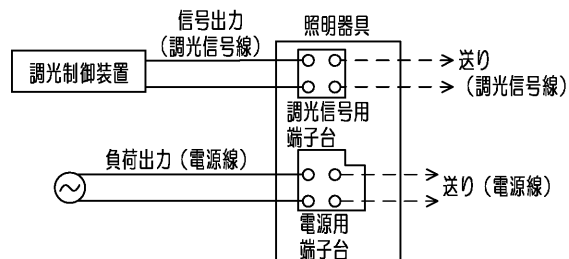 信号出力
(調光信号線)
照明器具
調光制御装置
送り
(調光信号線)
調光信号用
端子台
負荷出力(電源線)
送り(電源線)
電源用
端子台